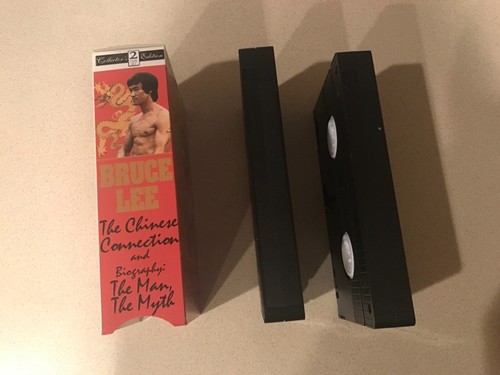 Collector's 2 Edition
BRUCE
LEE
The Chinese
Connection
and
Biography:
The Man,
The Myth